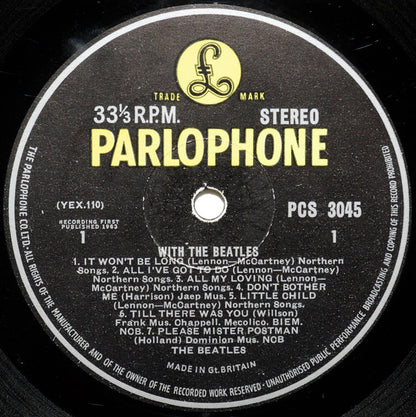 £
TRADE MARK
33⅓ R.P.M. STEREO
PARLOPHONE
(YEX.110) PCS 3045
RECORDING FIRST
PUBLISHED 1963
1 1
WITH THE BEATLES
1. IT WON'T BE LONG (Lennon—McCartney) Northern
Songs. 2. ALL I'VE GOT TO DO (Lennon—McCartney)
Northern Songs. 3. ALL MY LOVING (Lennon—
McCartney) Northern Songs. 4. DON'T BOTHER
ME (Harrison) Jaep Mus. 5. LITTLE CHILD
(Lennon—McCartney) Northern Songs.
6. TILL THERE WAS YOU (Willson)
Frank Mus. Chappell. Mecolico. BIEM.
NCB. 7. PLEASE MISTER POSTMAN
(Holland) Dominion Mus. NCB
THE BEATLES
MADE IN Gt. BRITAIN
THE PARLOPHONE CO. LTD.- ALL RIGHTS OF THE MANUFACTURER AND OF THE OWNER OF THE RECORDED WORK RESERVED - UNAUTHORISED PUBLIC PERFORMANCE BROADCASTING AND COPYING OF THIS RECORD PROHIBITED